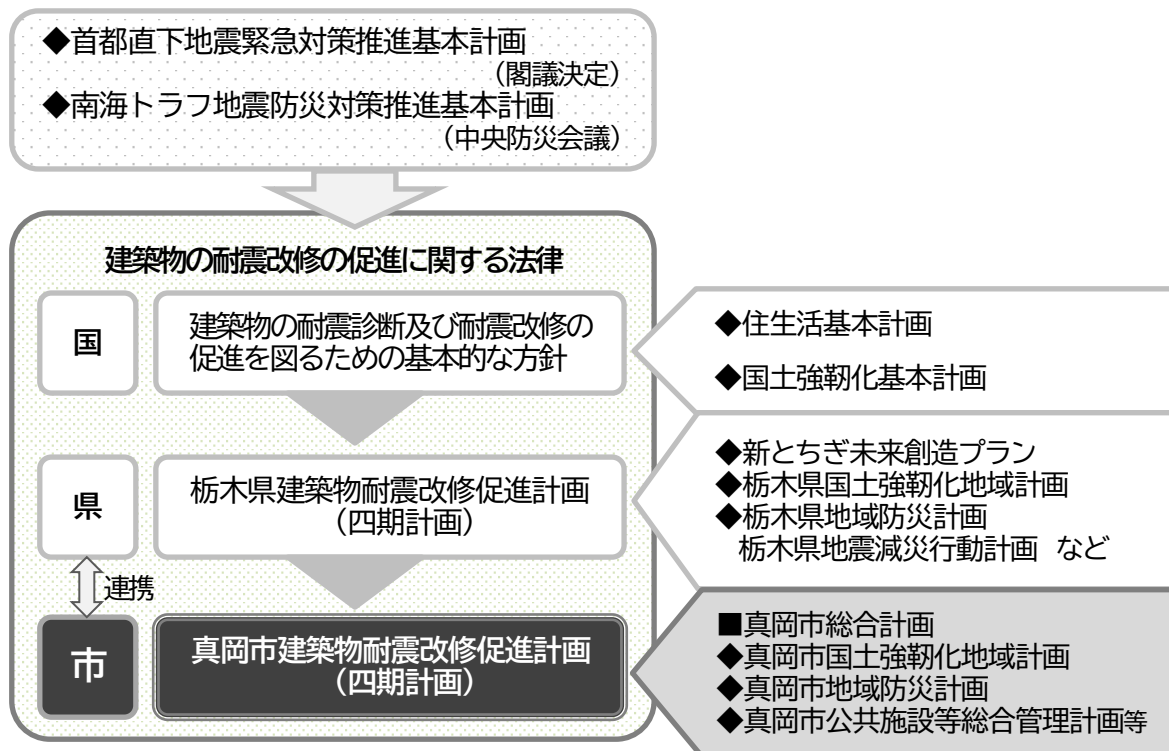 ◆首都直下地震緊急対策推進基本計画
(閣議決定)
◆南海トラフ地震防災対策推進基本計画
(中央防災会議)
建築物の耐震改修の促進に関する法律
国
建築物の耐震診断及び耐震改修の
促進を図るための基本的な方針
◆住生活基本計画
◆国土強靭化基本計画
県
栃木県建築物耐震改修促進計画
(四期計画)
◆新とちぎ未来創造プラン
◆栃木県国土強靭化地域計画
◆栃木県地域防災計画
栃木県地震減災行動計画 など
連携
市
真岡市建築物耐震改修促進計画
(四期計画)
■真岡市総合計画
◆真岡市国土強靭化地域計画
◆真岡市地域防災計画
◆真岡市公共施設等総合管理計画等